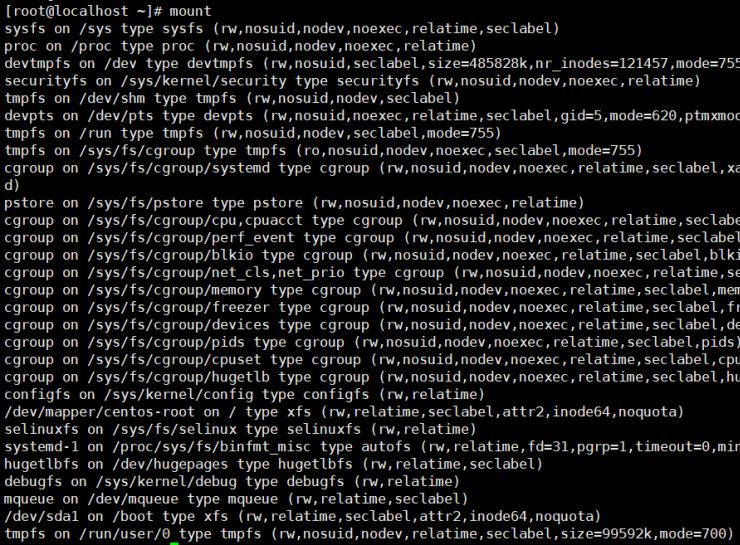 [root@localhost ~]# mount
sysfs on /sys type sysfs (rw,nosuid,nodev,noexec,relatime,seclabel)
proc on /proc type proc (rw,nosuid,nodev,noexec,relatime)
devtmpfs on /dev type devtmpfs (rw,nosuid,seclabel,size=485828k,nr_inodes=121457,mode=755
securityfs on /sys/kernel/security type securityfs (rw,nosuid,nodev,noexec,relatime)
tmpfs on /dev/shm type tmpfs (rw,nosuid,nodev,seclabel)
devpts on /dev/pts type devpts (rw,nosuid,noexec,relatime,seclabel,gid=5,mode=620,ptmxmod
tmpfs on /run type tmpfs (rw,nosuid,nodev,seclabel,mode=755)
tmpfs on /sys/fs/cgroup type tmpfs (ro,nosuid,nodev,noexec,seclabel,mode=755)
cgroup on /sys/fs/cgroup/systemd type cgroup (rw,nosuid,nodev,noexec,relatime,seclabel,xa
d)
pstore on /sys/fs/pstore type pstore (rw,nosuid,nodev,noexec,relatime)
cgroup on /sys/fs/cgroup/cpu,cpuacct type cgroup (rw,nosuid,nodev,noexec,relatime,seclabe
cgroup on /sys/fs/cgroup/perf_event type cgroup (rw,nosuid,nodev,noexec,relatime,seclabel
cgroup on /sys/fs/cgroup/blkio type cgroup (rw,nosuid,nodev,noexec,relatime,seclabel,blki
cgroup on /sys/fs/cgroup/net_cls,net_prio type cgroup (rw,nosuid,nodev,noexec,relatime,se
cgroup on /sys/fs/cgroup/memory type cgroup (rw,nosuid,nodev,noexec,relatime,seclabel,mem
cgroup on /sys/fs/cgroup/freezer type cgroup (rw,nosuid,nodev,noexec,relatime,seclabel,fr
cgroup on /sys/fs/cgroup/devices type cgroup (rw,nosuid,nodev,noexec,relatime,seclabel,de
cgroup on /sys/fs/cgroup/pids type cgroup (rw,nosuid,nodev,noexec,relatime,seclabel,pids)
cgroup on /sys/fs/cgroup/cpuset type cgroup (rw,nosuid,nodev,noexec,relatime,seclabel,cpu
cgroup on /sys/fs/cgroup/hugetlb type cgroup (rw,nosuid,nodev,noexec,relatime,seclabel,hu
configfs on /sys/kernel/config type configfs (rw,relatime)
/dev/mapper/centos-root on / type xfs (rw,relatime,seclabel,attr2,inode64,noquota)
selinuxfs on /sys/fs/selinux type selinuxfs (rw,relatime)
systemd-1 on /proc/sys/fs/binfmt_misc type autofs (rw,relatime,fd=31,pgrp=1,timeout=0,min
hugetlbfs on /dev/hugepages type hugetlbfs (rw,relatime,seclabel)
debugfs on /sys/kernel/debug type debugfs (rw,relatime)
mqueue on /dev/mqueue type mqueue (rw,relatime,seclabel)
/dev/sda1 on /boot type xfs (rw,relatime,seclabel,attr2,inode64,noquota)
tmpfs on /run/user/0 type tmpfs (rw,nosuid,nodev,relatime,seclabel,size=99592k,mode=700)